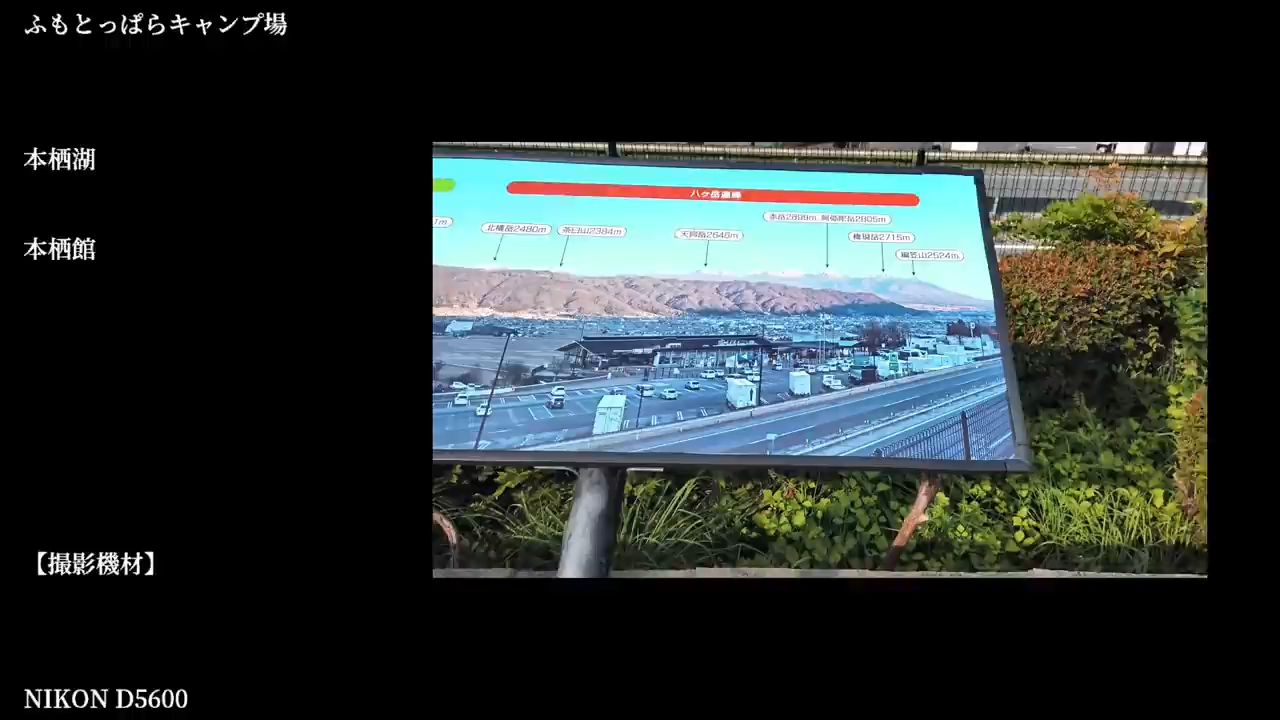 ふもとっぱらキャンプ場
本栖湖
本栖館
【撮影機材】
NIKON D5600
八ヶ岳連峰
赤岳2899m 阿弥陀岳2805m
北横岳2480m
茶臼山2384m
天狗岳2646m
権現岳2715m
編笠山2524m